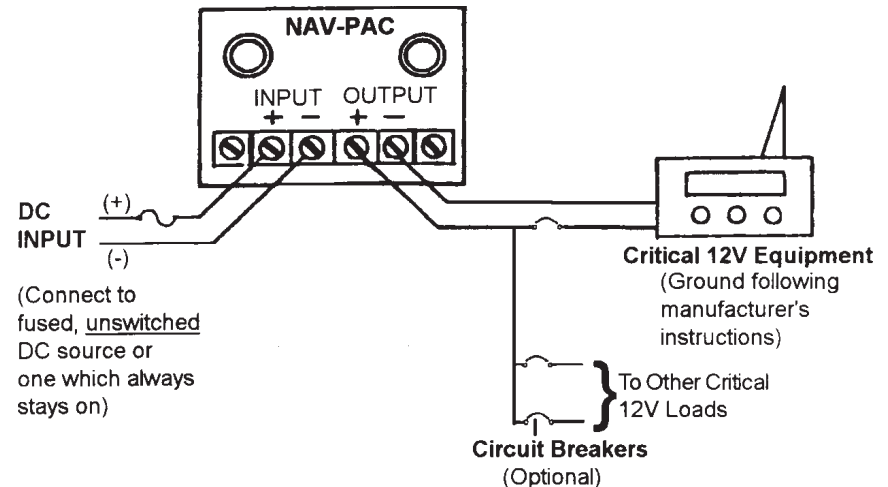 NAV-PAC
INPUT OUTPUT
+ − + −
DC
INPUT
(+)
(-)
(Connect to
fused, unswitched
DC source or
one which always
stays on)
Critical 12V Equipment
(Ground following
manufacturer's
instructions)
To Other Critical
12V Loads
Circuit Breakers
(Optional)